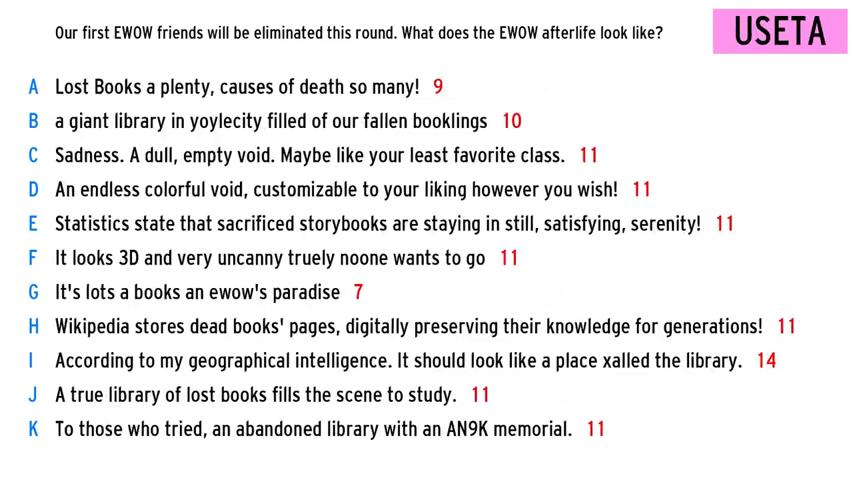 Our first EWOW friends will be eliminated this round. What does the EWOW afterlife look like?
USETA
A Lost Books a plenty, causes of death so many! 9
B a giant library in yoylecity filled of our fallen booklings 10
C Sadness. A dull, empty void. Maybe like your least favorite class. 11
D An endless colorful void, customizable to your liking however you wish! 11
E Statistics state that sacrificed storybooks are staying in still, satisfying, serenity! 11
F It looks 3D and very uncanny truely noone wants to go 11
G It's lots a books an ewow's paradise 7
H Wikipedia stores dead books' pages, digitally preserving their knowledge for generations! 11
I According to my geographical intelligence. It should look like a place xalled the library. 14
J A true library of lost books fills the scene to study. 11
K To those who tried, an abandoned library with an AN9K memorial. 11